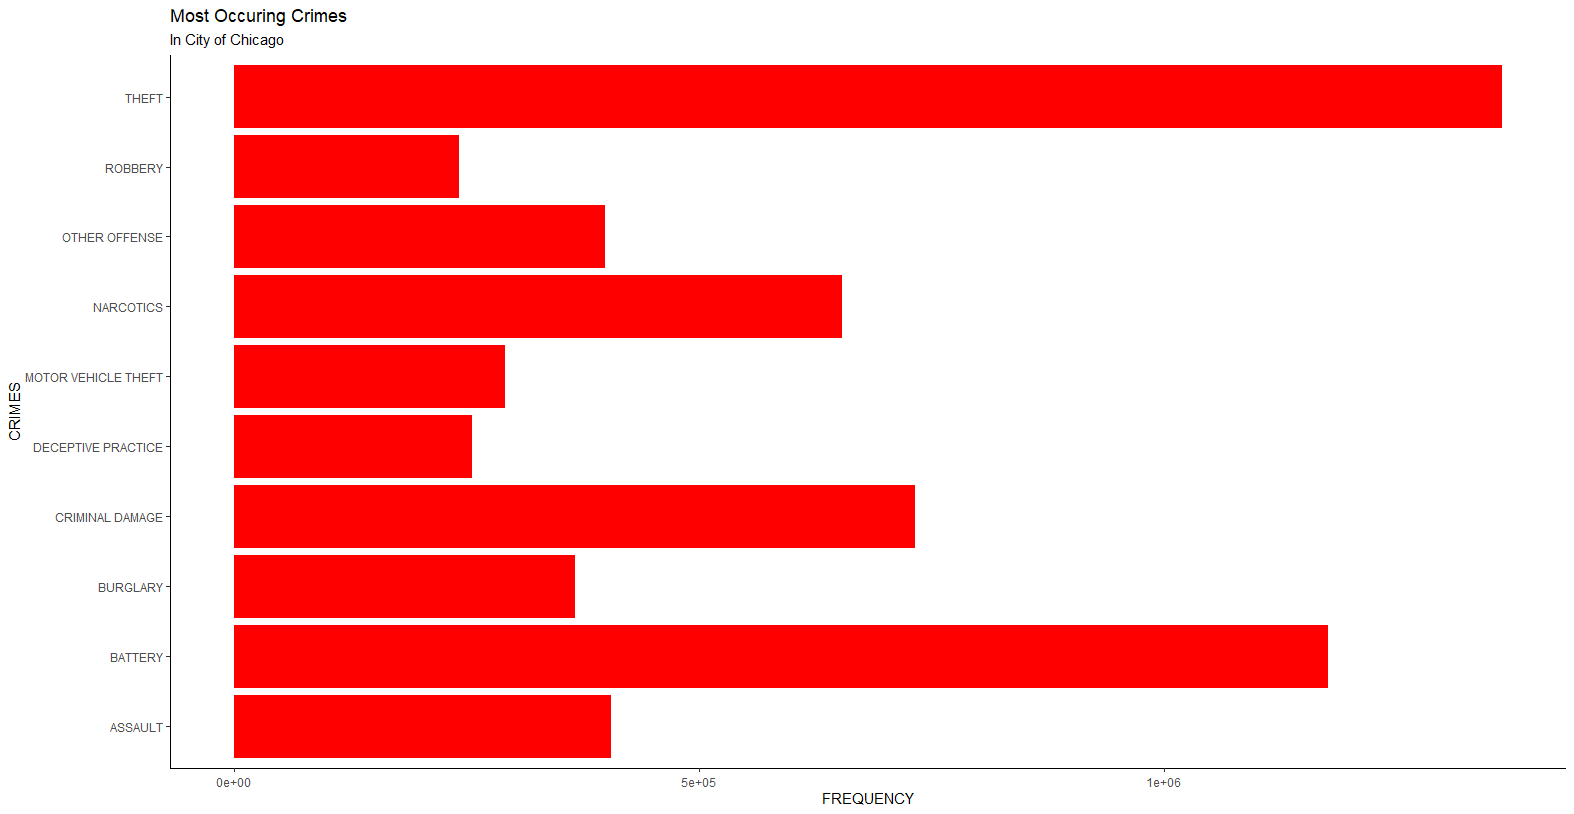 Most Occuring Crimes
In City of Chicago
THEFT
ROBBERY
OTHER OFFENSE
NARCOTICS
MOTOR VEHICLE THEFT
DECEPTIVE PRACTICE
CRIMINAL DAMAGE
BURGLARY
BATTERY
ASSAULT
CRIMES
0e+00 5e+05 1e+06
FREQUENCY